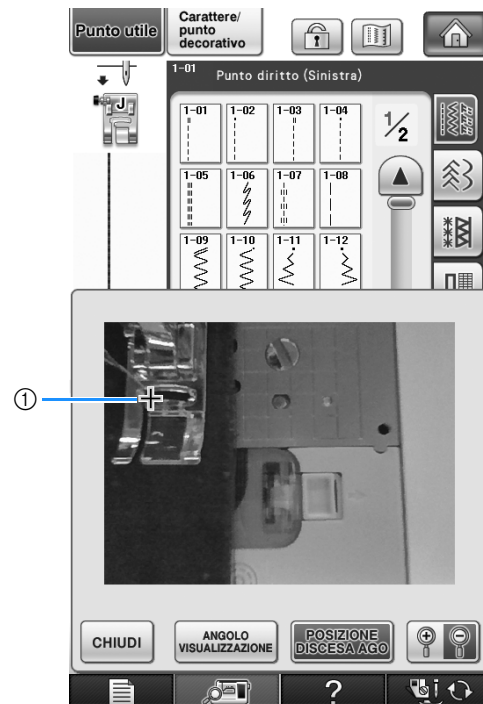 Punto utile
Carattere/
punto
decorativo
1-01
Punto diritto (Sinistra)
J
1-01 1-02 1-03 1-04
1/2
1-05 1-06 1-07 1-08
1-09 1-10 1-11 1-12
①
CHIUDI
ANGOLO
VISUALIZZAZIONE
POSIZIONE
DISCESA AGO
?